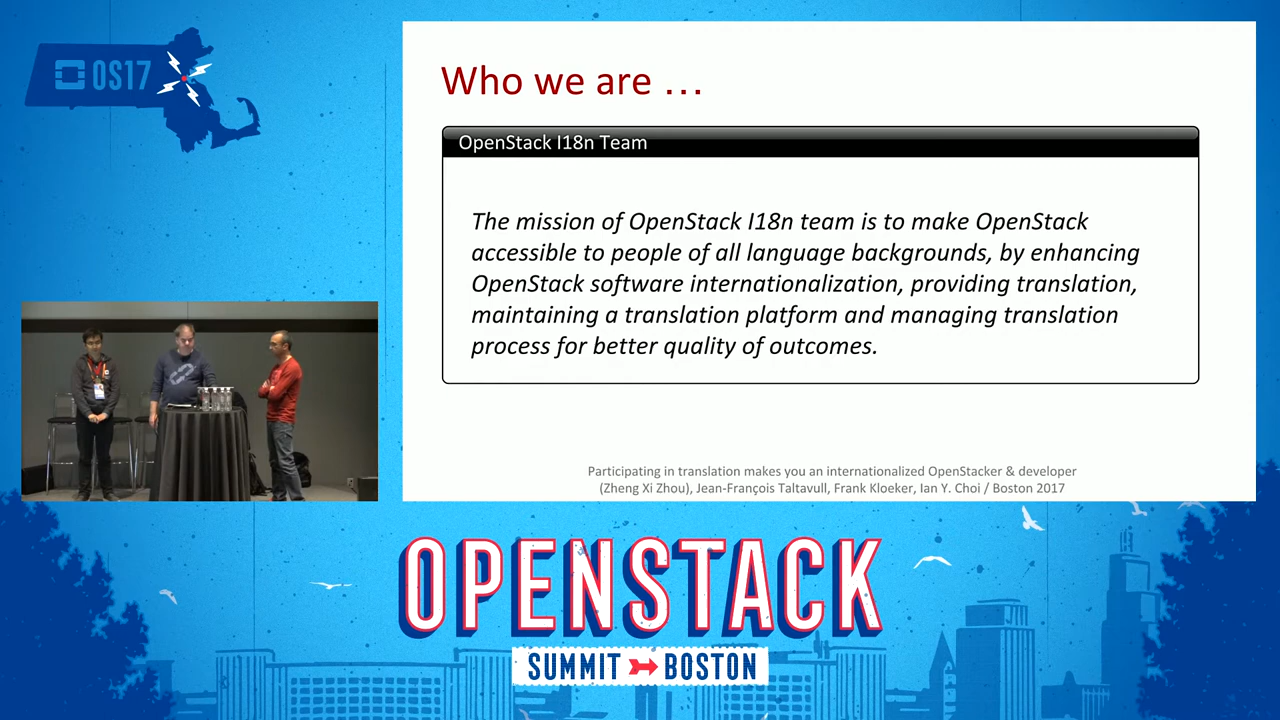 OS17
Who we are ...
OpenStack I18n Team
The mission of OpenStack I18n team is to make OpenStack
accessible to people of all language backgrounds, by enhancing
OpenStack software internationalization, providing translation,
maintaining a translation platform and managing translation
process for better quality of outcomes.
Participating in translation makes you an internationalized OpenStacker & developer
(Zheng Xi Zhou), Jean-François Taltavull, Frank Kloeker, Ian Y. Choi / Boston 2017
OPENSTACK
SUMMIT BOSTON